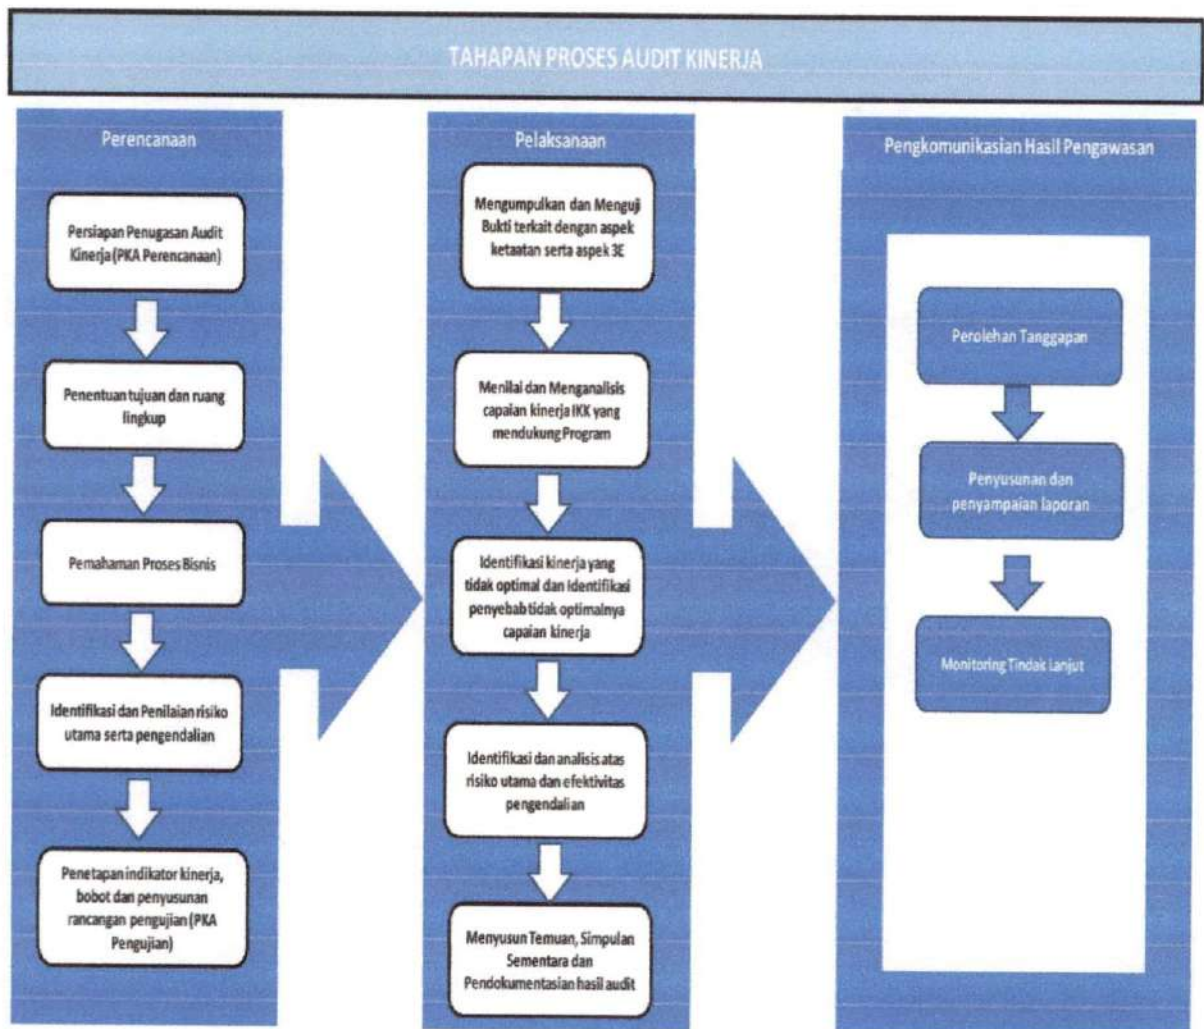 TAHAPAN PROSES AUDIT KINERJA
Perencanaan
Persiapan Penugasan Audit
Kinerja (PKA Perencanaan)
Penentuan tujuan dan ruang
lingkup
Pemahaman Proses Bisnis
Identifikasi dan Penilaian risiko
utama serta pengendalian
Penetapan indikator kinerja,
bobot dan penyusunan
rancangan pengujian (PKA
Pengujian)
Pelaksanaan
Mengumpulkan dan Menguji
Bukti terkait dengan aspek
ketaatan serta aspek 3E
Menilai dan Menganalisis
capaian kinerja IKK yang
mendukung Program
Identifikasi kinerja yang
tidak optimal dan Identifikasi
penyebab tidak optimalnya
capaian kinerja
Identifikasi dan analisis atas
risiko utama dan efektivitas
pengendalian
Menyusun Temuan, Simpulan
Sementara dan
Pendokumentasian hasil audit
Pengkomunikasian Hasil Pengawasan
Perolehan Tanggapan
Penyusunan dan
penyampaian laporan
Monitoring Tindak Lanjut